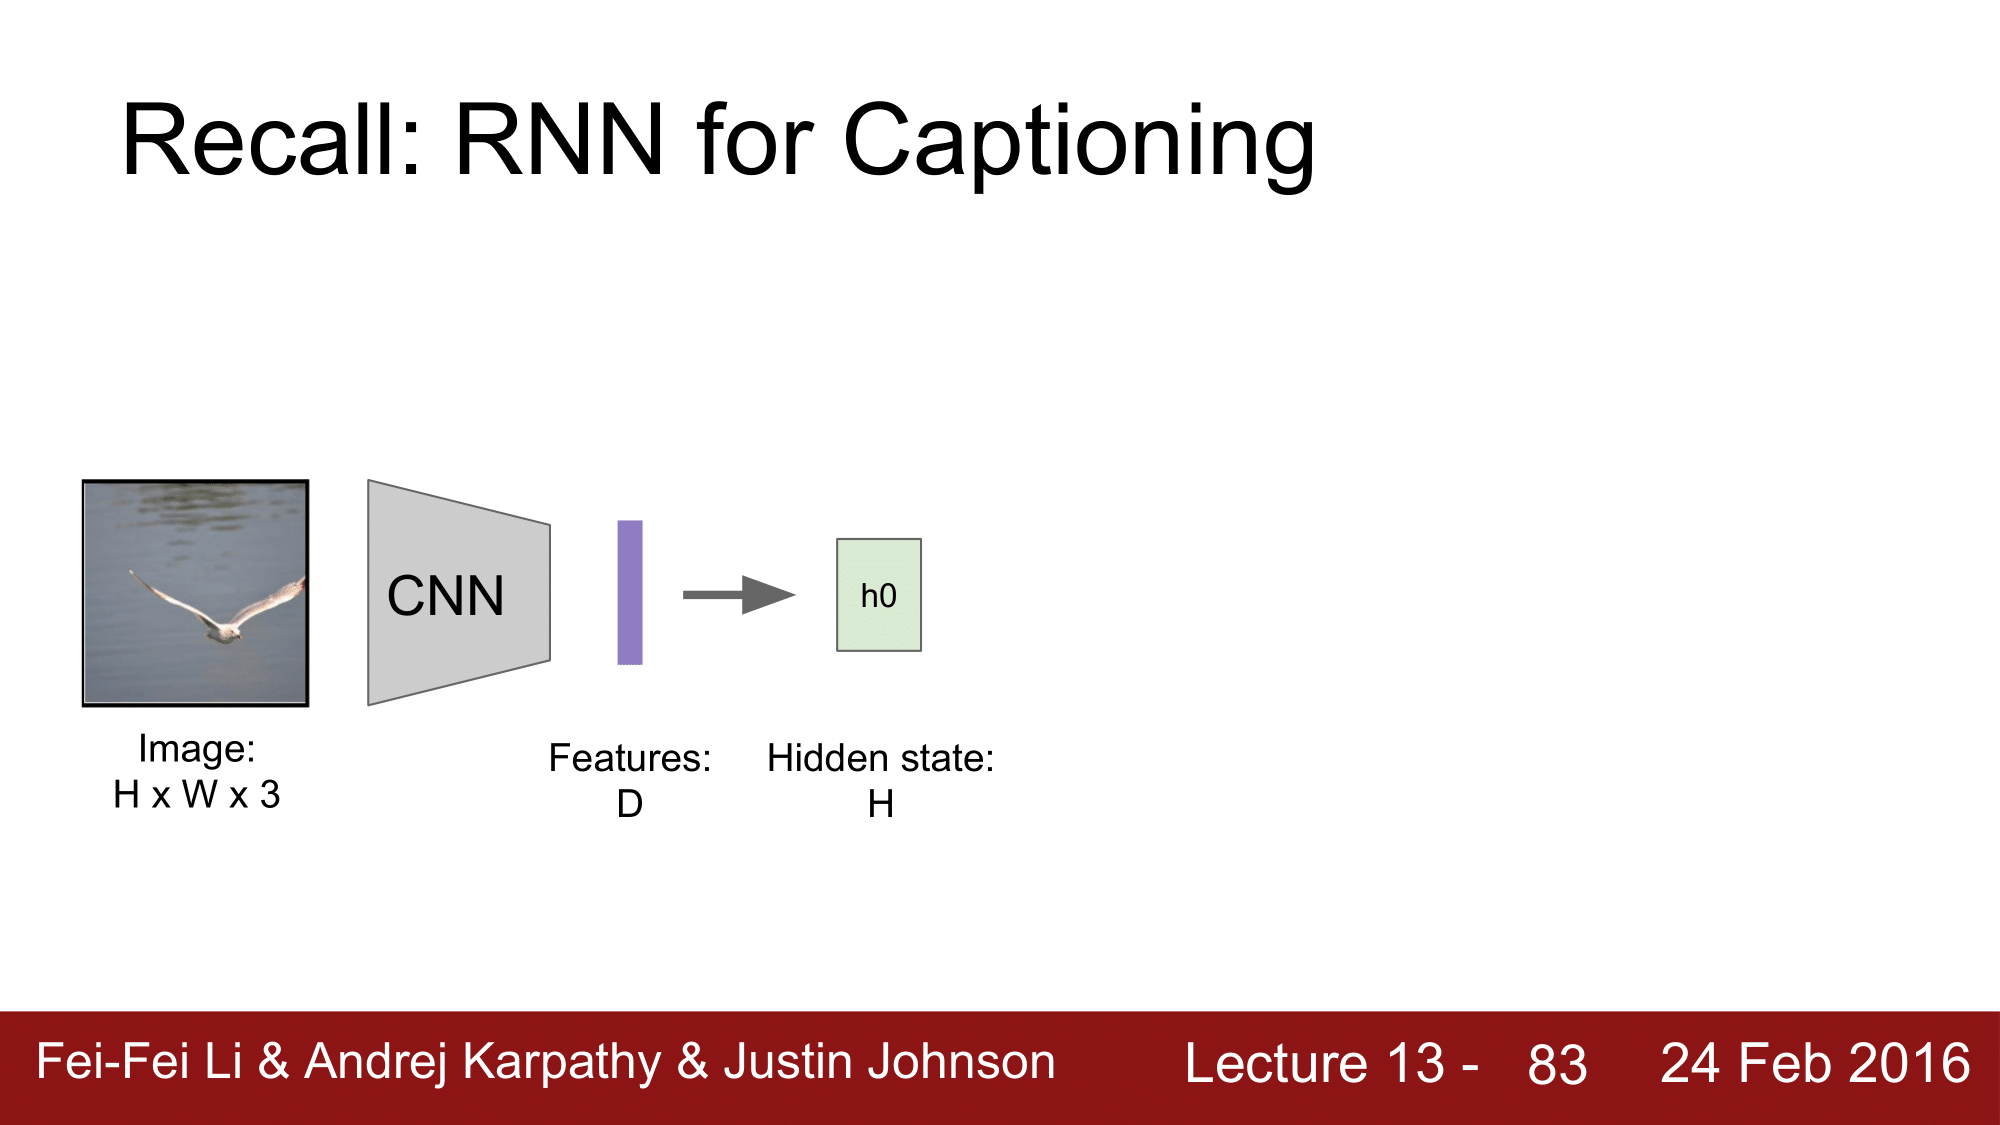 Recall: RNN for Captioning
CNN
h0
Image:
H x W x 3
Features:
D
Hidden state:
H
Fei-Fei Li & Andrej Karpathy & Justin Johnson
Lecture 13 - 83
24 Feb 2016